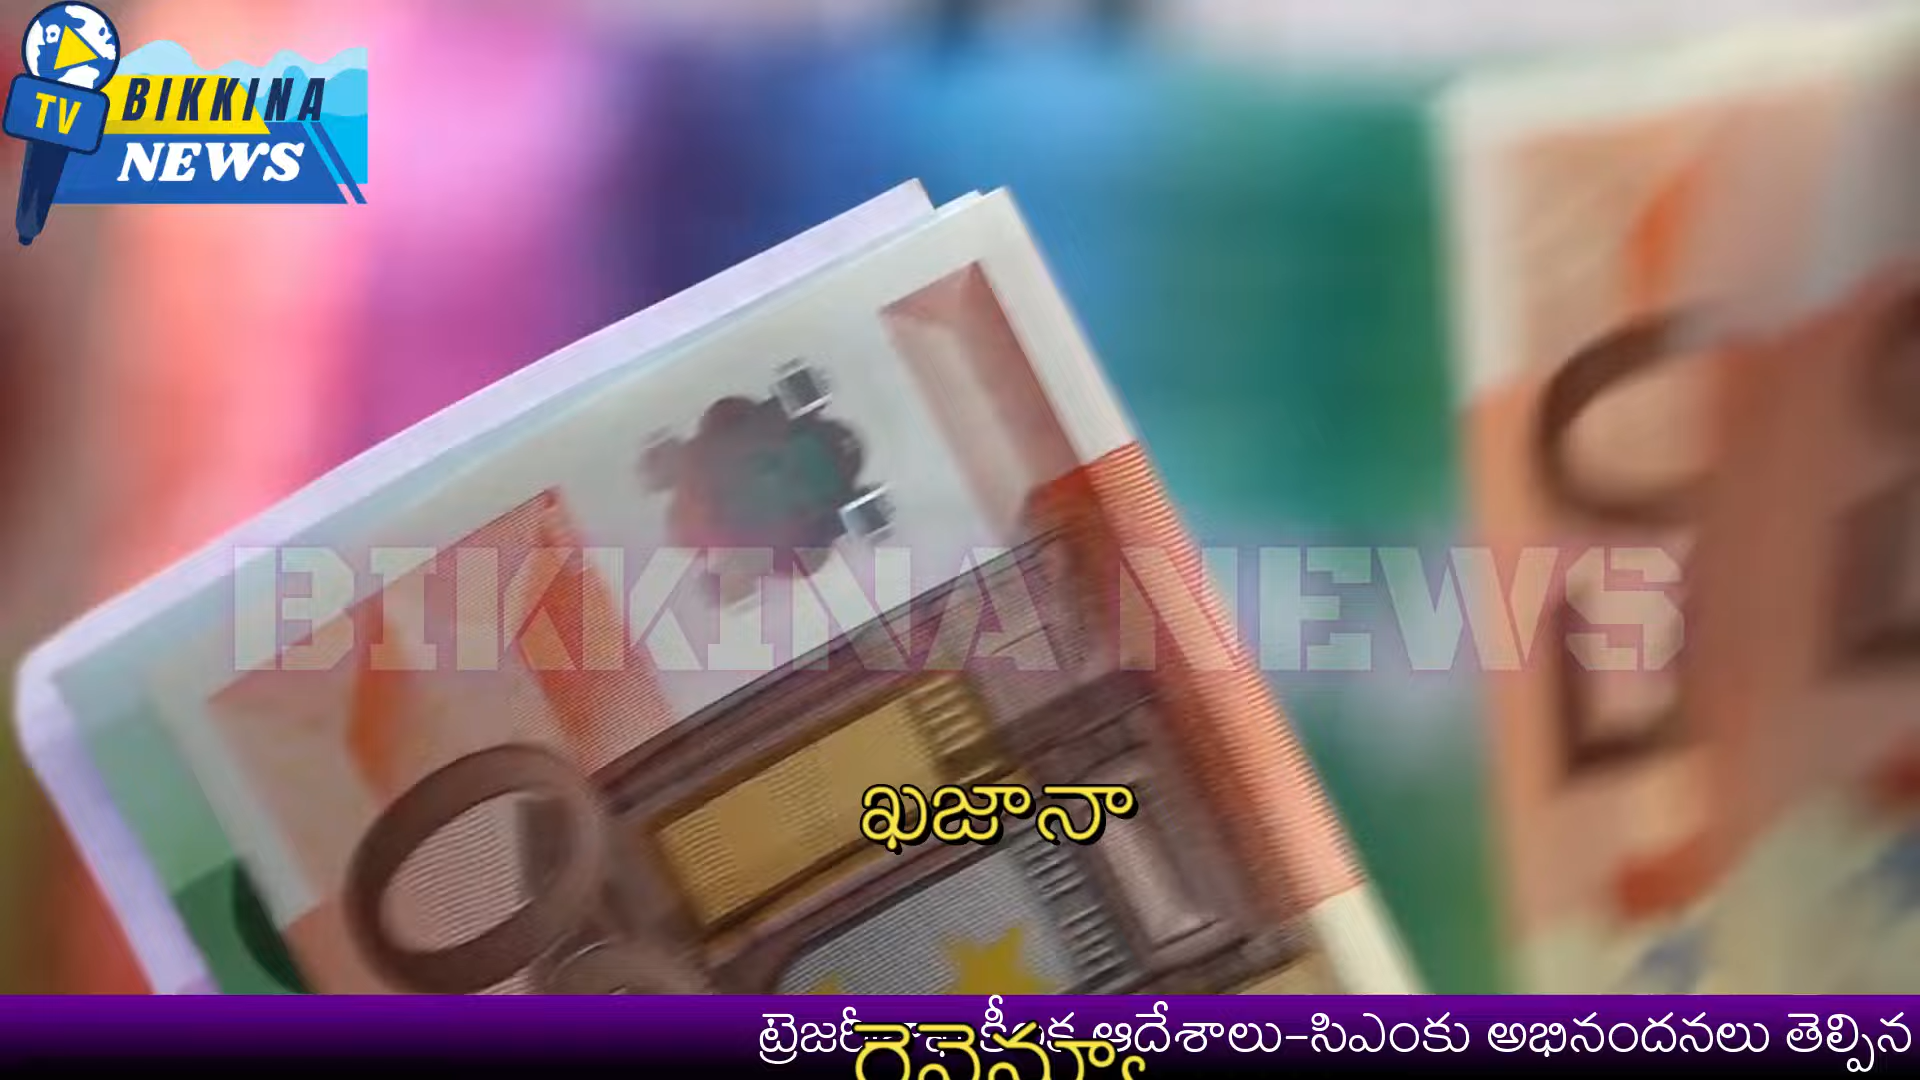 TV BIKKINA
NEWS
BIKKINA NEWS
ఖజానా
ఆదేశాలు-సిఎంకు అభినందనలు తెల్పిన
రెవెన్యూ